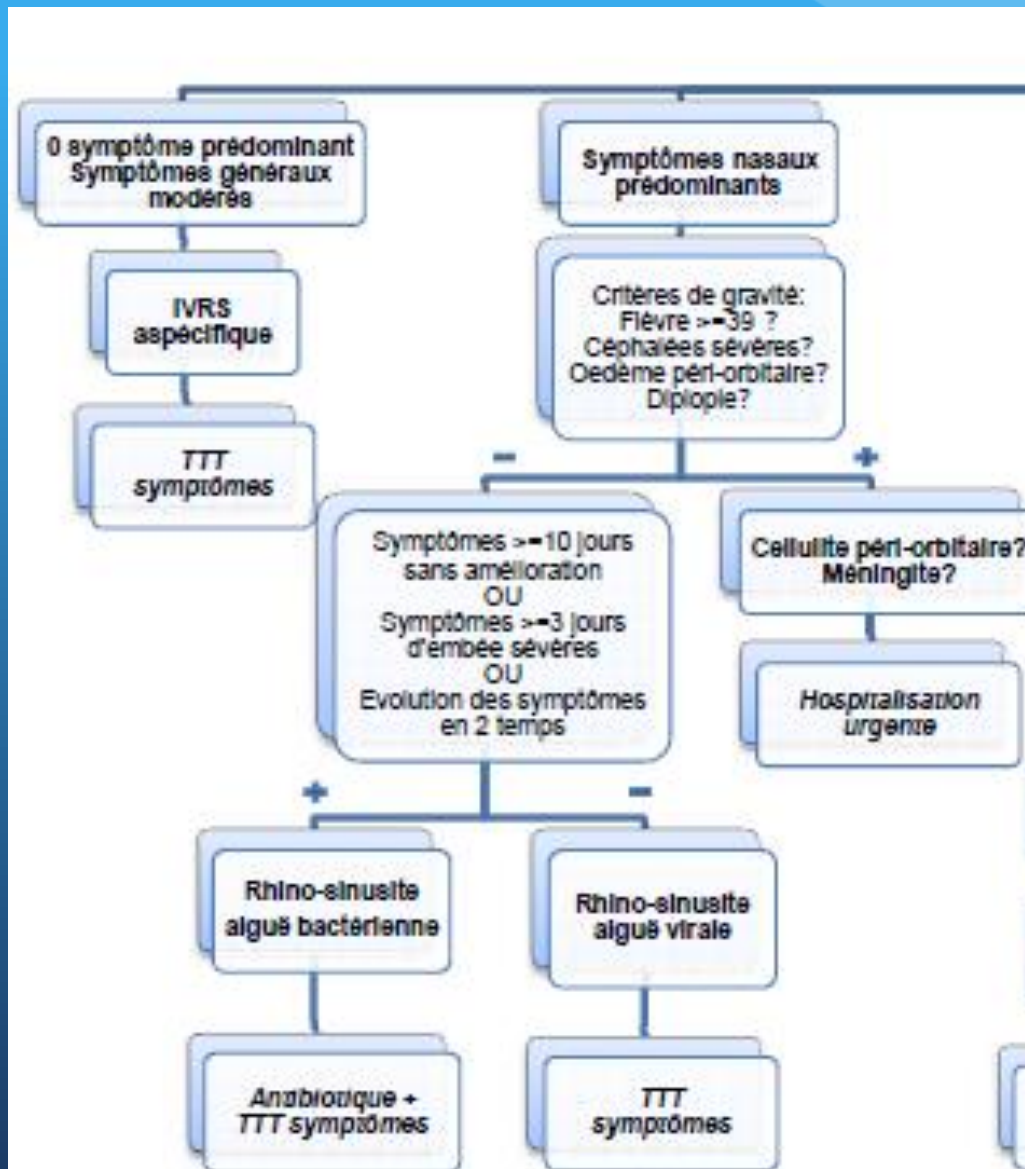 0 symptôme prédominant
Symptômes généraux
modérés
IVRS
aspécifique
TTT
symptômes
Symptômes nasaux
prédominants
Critères de gravité:
Fièvre >=39 ?
Céphalées sévères?
Oedème péri-orbitaire?
Diplopie?
–
+
Symptômes >=10 jours
sans amélioration
OU
Symptômes >=3 jours
d'embée sévères
OU
Evolution des symptômes
en 2 temps
Cellulite péri-orbitaire?
Méningite?
Hospitalisation
urgente
+
–
Rhino-sinusite
aiguë bactérienne
Rhino-sinusite
aiguë virale
Antibiotique +
TTT symptômes
TTT
symptômes